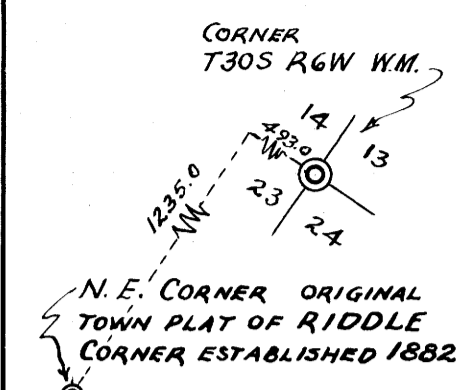 CORNER
T30S R6W W.M.
14
493.0
13
1235.0
23
24
N.E. CORNER ORIGINAL
TOWN PLAT OF RIDDLE
CORNER ESTABLISHED 1882